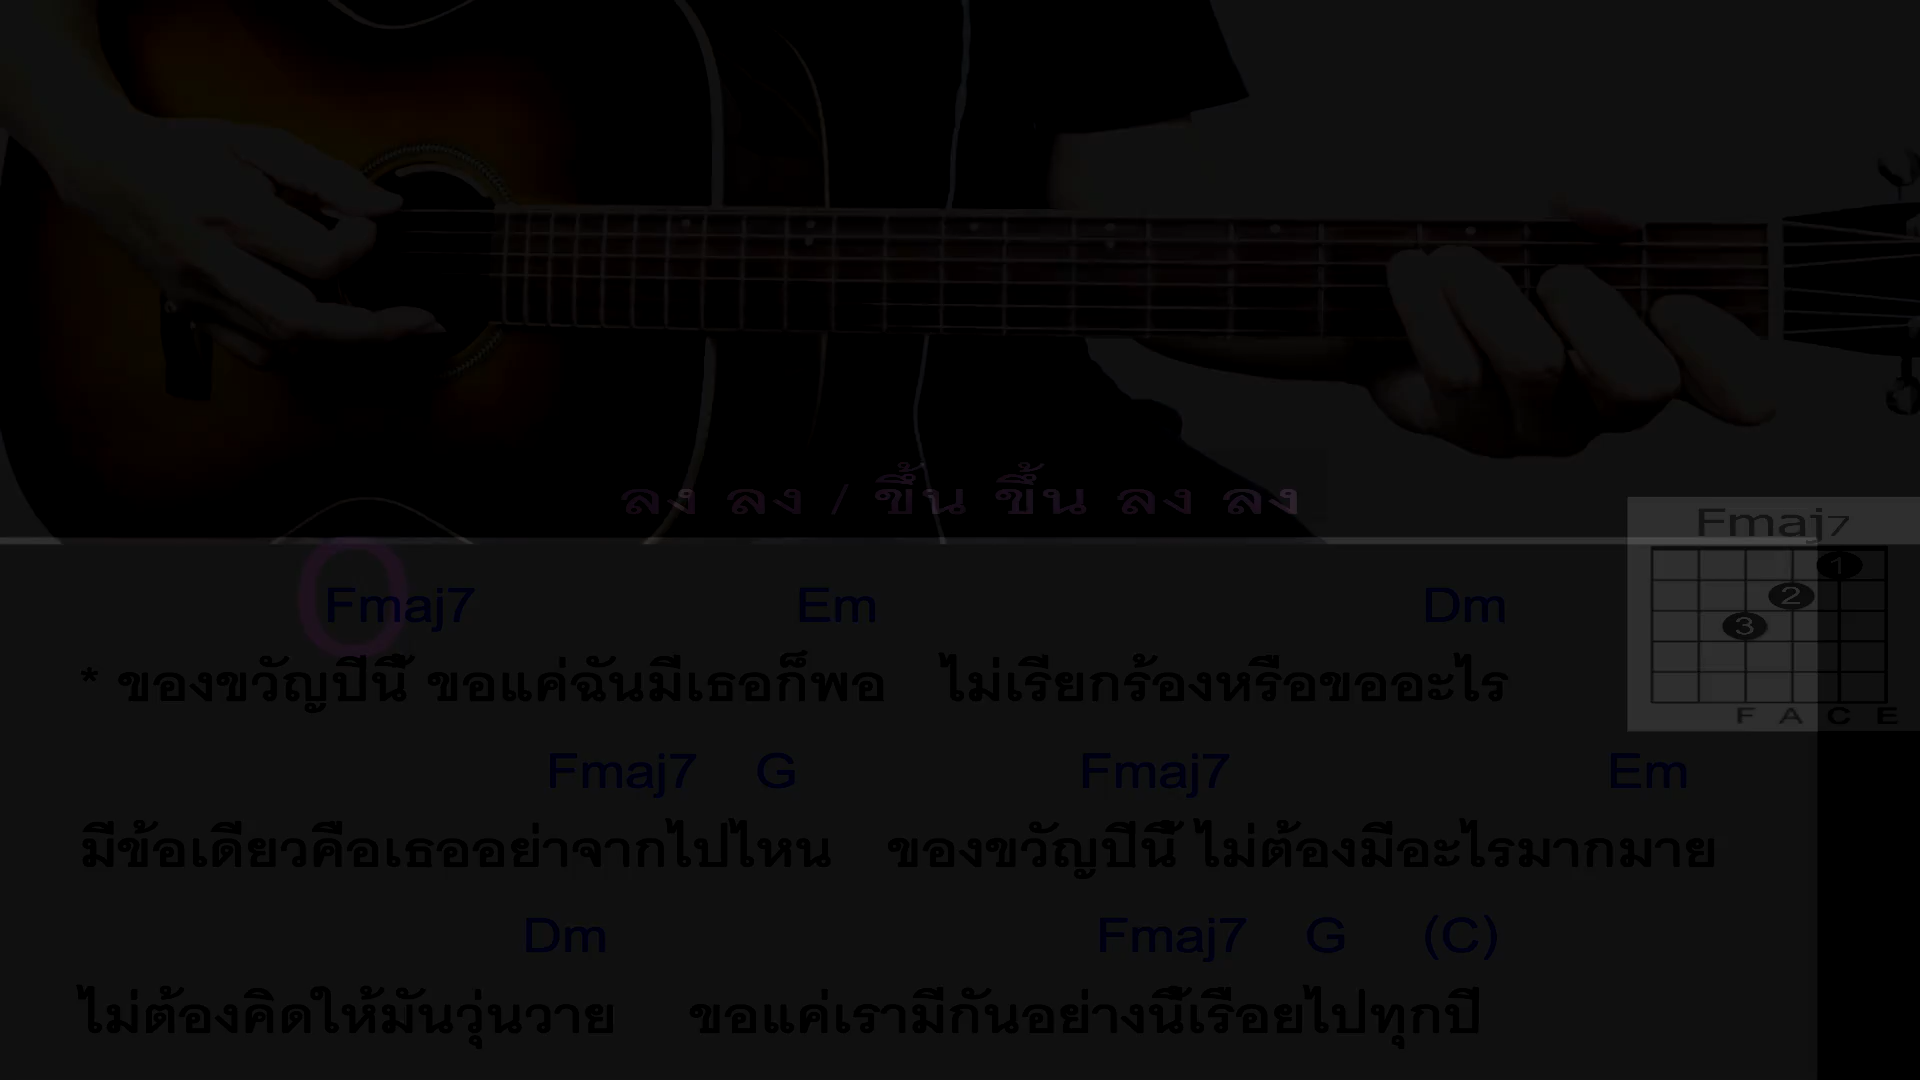 ลง ลง / ขึ้น ขึ้น ลง ลง
Fmaj7
1
2
3
F A C E
Fmaj7 Em Dm
* ของขวัญปีนี้ ขอแค่ฉันมีเธอก็พอ ไม่เรียกร้องหรือขออะไร
Fmaj7 G Fmaj7 Em
มีข้อเดียวคือเธออย่าจากไปไหน ของขวัญปีนี้ ไม่ต้องมีอะไรมากมาย
Dm Fmaj7 G (C)
ไม่ต้องคิดให้มันวุ่นวาย ขอแค่เรามีกันอย่างนี้เรื่อยไปทุกปี